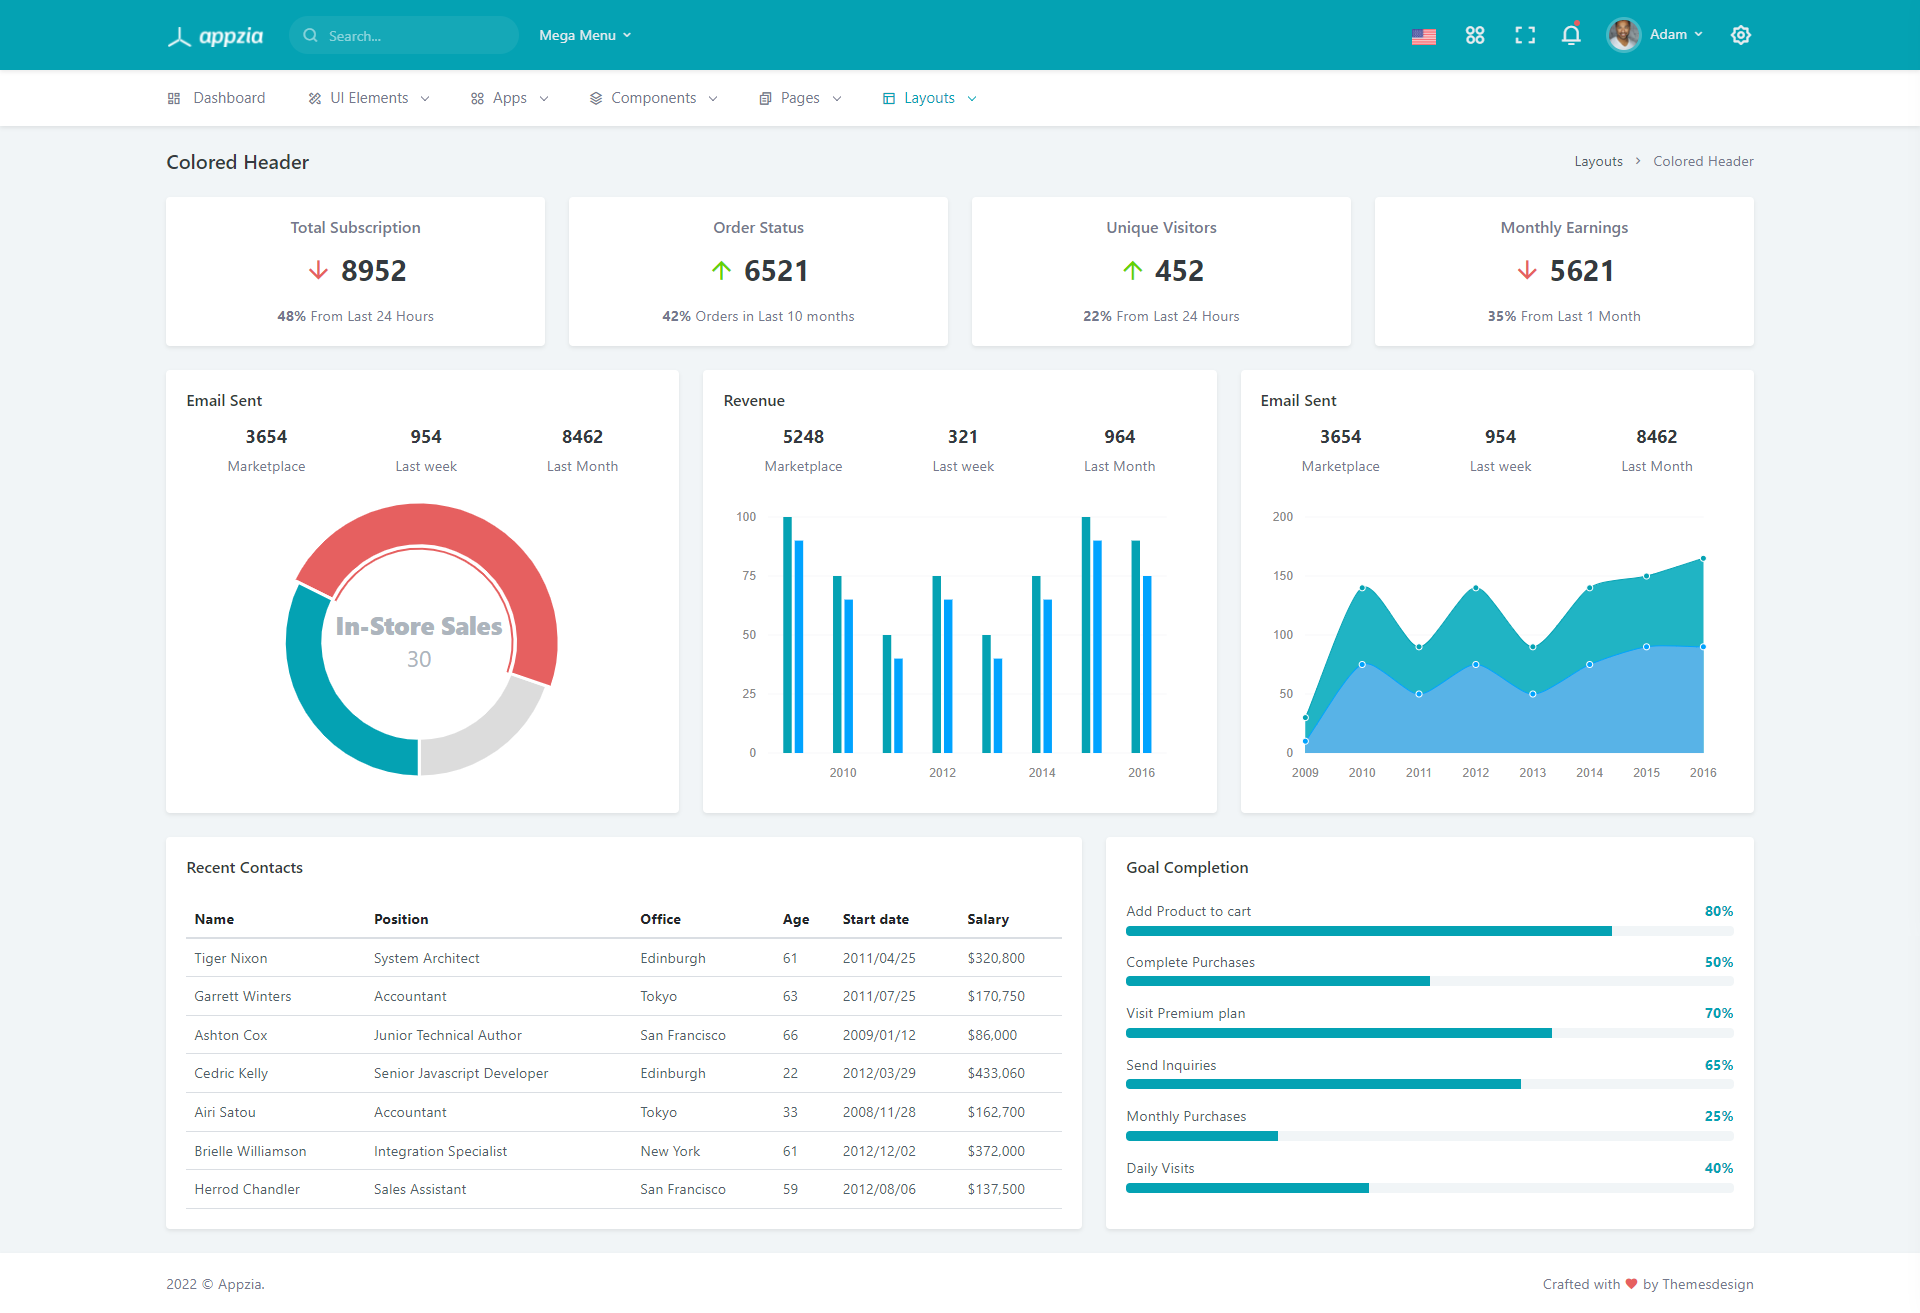 appzia
Search...
Mega Menu
Adam
Dashboard
UI Elements
Apps
Components
Pages
Layouts
Colored Header
Layouts > Colored Header
Total Subscription
8952
48% From Last 24 Hours
Order Status
6521
42% Orders in Last 10 months
Unique Visitors
452
22% From Last 24 Hours
Monthly Earnings
5621
35% From Last 1 Month
Email Sent
3654 954 8462
Marketplace Last week Last Month
In-Store Sales
30
Revenue
5248 321 964
Marketplace Last week Last Month
100
75
50
25
0
2010 2012 2014 2016
Email Sent
3654 954 8462
Marketplace Last week Last Month
200
150
100
50
0
2009 2010 2011 2012 2013 2014 2015 2016
Recent Contacts
Name Position Office Age Start date Salary
Tiger Nixon System Architect Edinburgh 61 2011/04/25 $320,800
Garrett Winters Accountant Tokyo 63 2011/07/25 $170,750
Ashton Cox Junior Technical Author San Francisco 66 2009/01/12 $86,000
Cedric Kelly Senior Javascript Developer Edinburgh 22 2012/03/29 $433,060
Airi Satou Accountant Tokyo 33 2008/11/28 $162,700
Brielle Williamson Integration Specialist New York 61 2012/12/02 $372,000
Herrod Chandler Sales Assistant San Francisco 59 2012/08/06 $137,500
Goal Completion
Add Product to cart 80%
Complete Purchases 50%
Visit Premium plan 70%
Send Inquiries 65%
Monthly Purchases 25%
Daily Visits 40%
2022 © Appzia.
Crafted with ♥ by Themesdesign